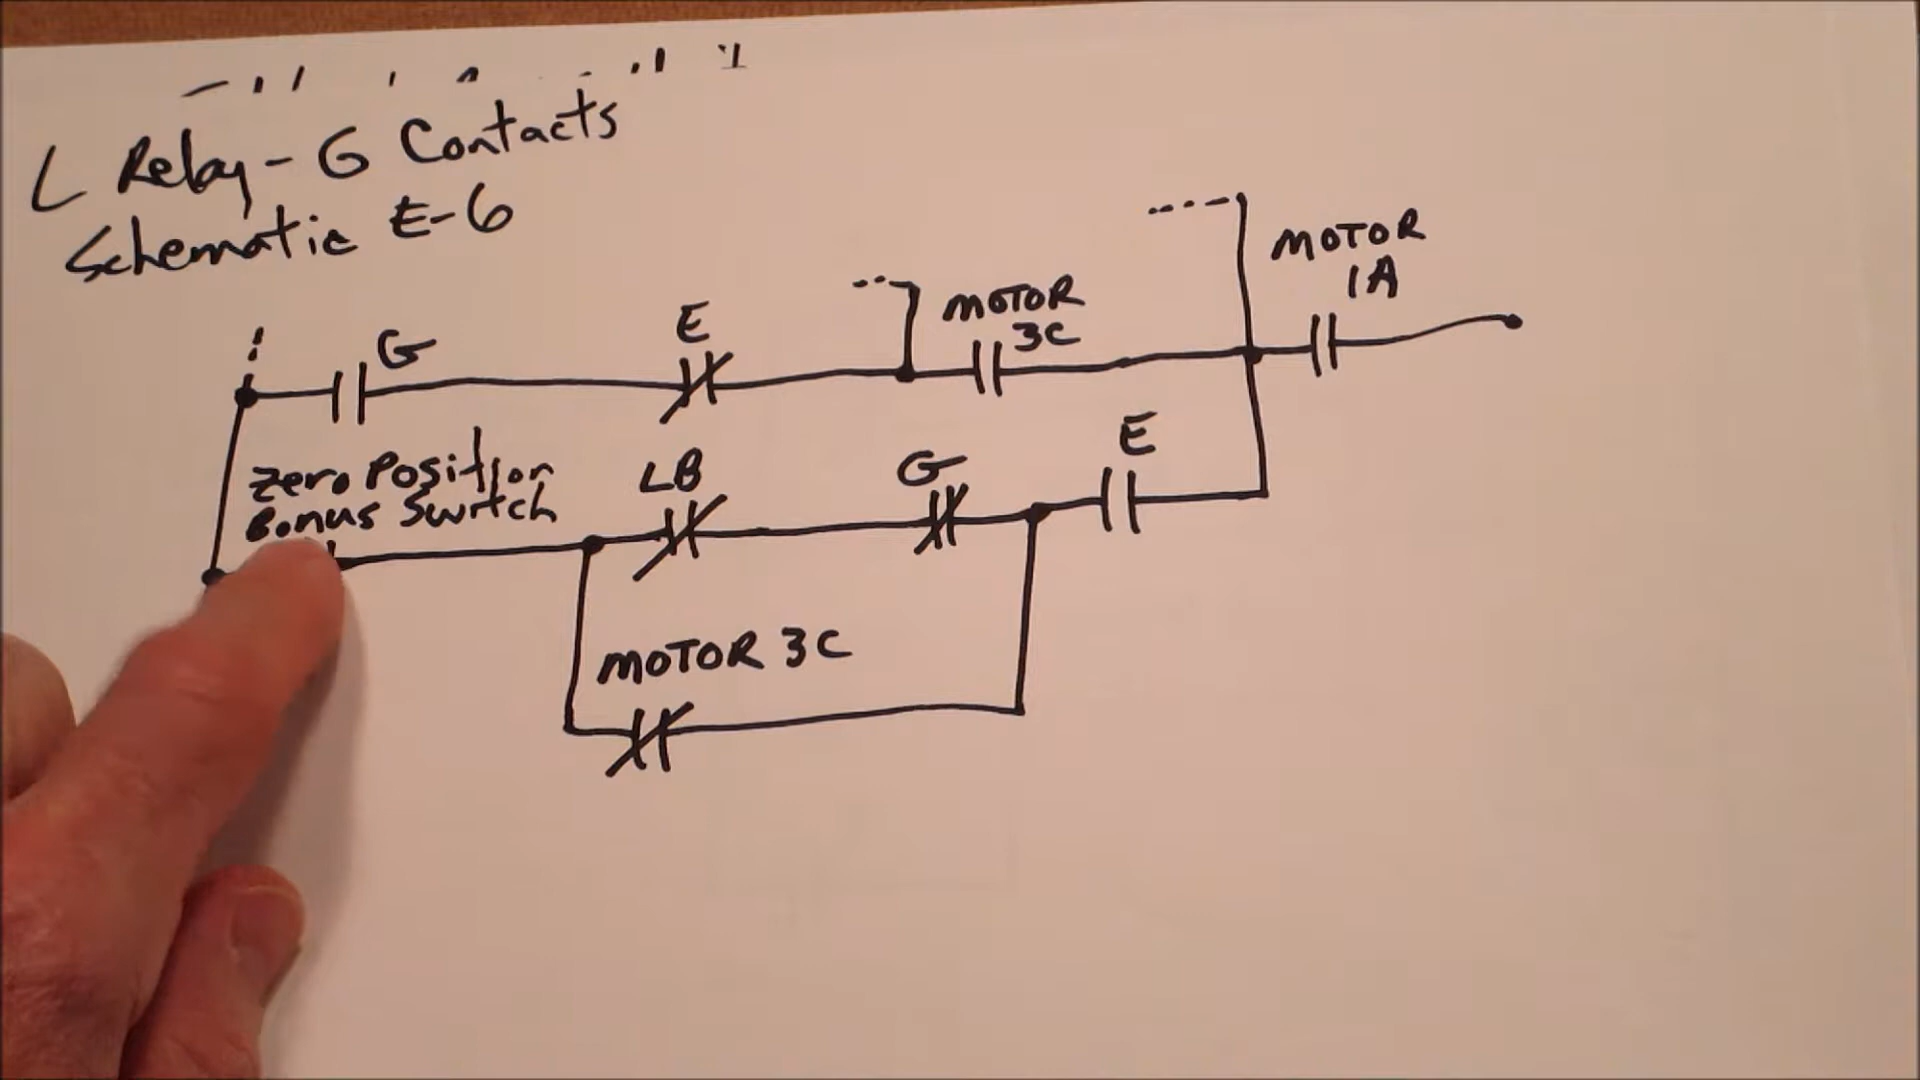 L Relay - G Contacts
Schematic E-6
MOTOR
1A
E
MOTOR
3C
G
E
Zero Position
Bonus Switch
LB
G
MOTOR 3C